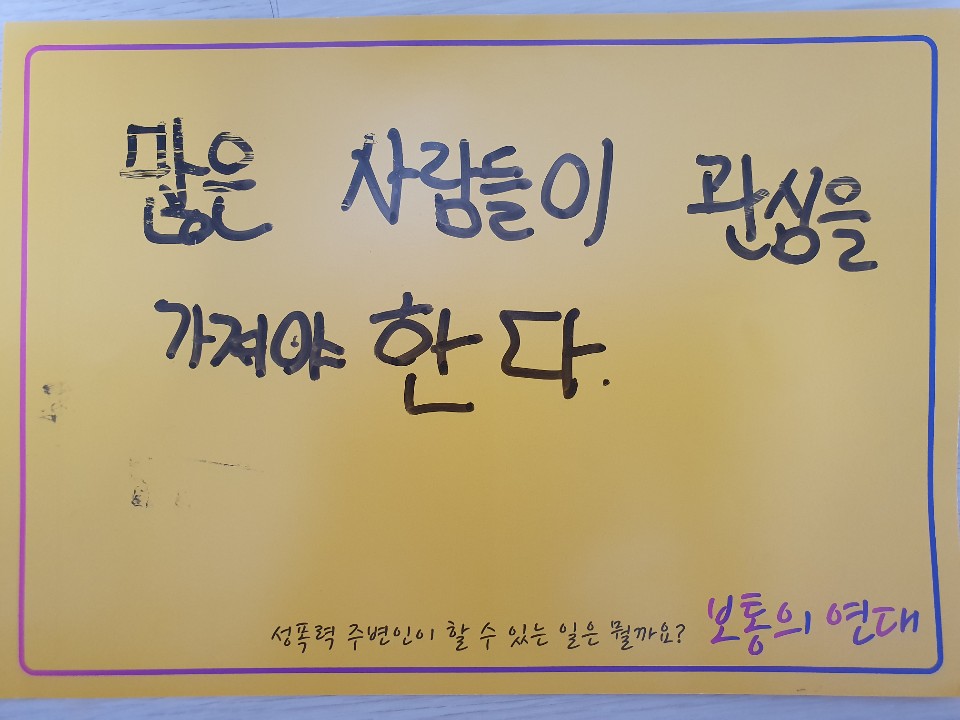 많은 사람들이 관심을
가져야 한다.
성폭력 주변인이 할 수 있는 일은 뭘까요? 보통의 연대